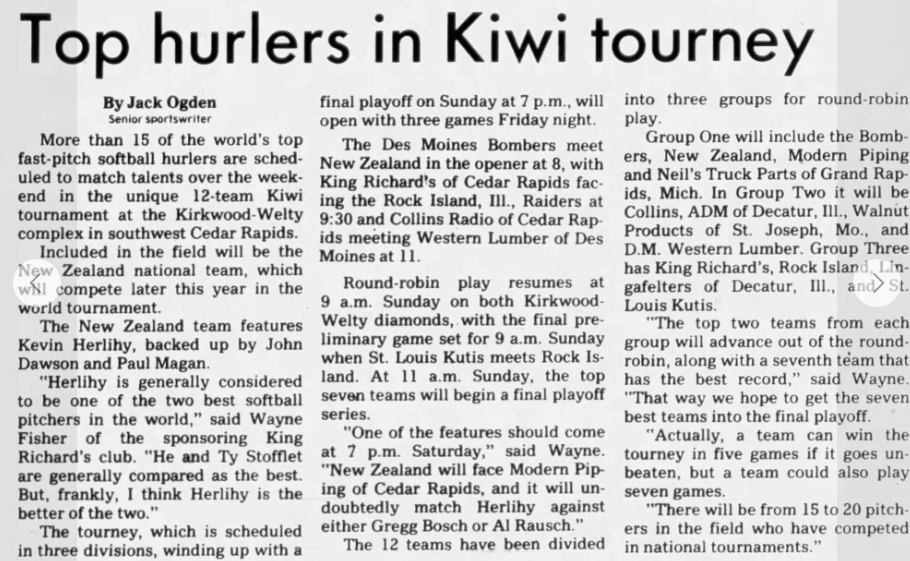 Top hurlers in Kiwi tourney
By Jack Ogden
Senior sportswriter
More than 15 of the world's top
fast-pitch softball hurlers are sched-
uled to match talents over the week-
end in the unique 12-team Kiwi
tournament at the Kirkwood-Welty
complex in southwest Cedar Rapids.
Included in the field will be the
New Zealand national team, which
will compete later this year in the
world tournament.
The New Zealand team features
Kevin Herlihy, backed up by John
Dawson and Paul Magan.
"Herlihy is generally considered
to be one of the two best softball
pitchers in the world," said Wayne
Fisher of the sponsoring King
Richard's club. "He and Ty Stofflet
are generally compared as the best.
But, frankly, I think Herlihy is the
better of the two."
The tourney, which is scheduled
in three divisions, winding up with a
final playoff on Sunday at 7 p.m., will
open with three games Friday night.
The Des Moines Bombers meet
New Zealand in the opener at 8, with
King Richard's of Cedar Rapids fac-
ing the Rock Island, Ill., Raiders at
9:30 and Collins Radio of Cedar Rap-
ids meeting Western Lumber of Des
Moines at 11.
Round-robin play resumes at
9 a.m. Sunday on both Kirkwood-
Welty diamonds, with the final pre-
liminary game set for 9 a.m. Sunday
when St. Louis Kutis meets Rock Is-
land. At 11 a.m. Sunday, the top
seven teams will begin a final playoff
series.
"One of the features should come
at 7 p.m. Saturday," said Wayne.
"New Zealand will face Modern Pip-
ing of Cedar Rapids, and it will un-
doubtedly match Herlihy against
either Gregg Bosch or Al Rausch."
The 12 teams have been divided
into three groups for round-robin
play.
Group One will include the Bomb-
ers, New Zealand, Modern Piping
and Neil's Truck Parts of Grand Rap-
ids, Mich. In Group Two it will be
Collins, ADM of Decatur, Ill., Walnut
Products of St. Joseph, Mo., and
D.M. Western Lumber. Group Three
has King Richard's, Rock Island, Lin-
gafelters of Decatur, Ill., and St.
Louis Kutis.
"The top two teams from each
group will advance out of the round-
robin, along with a seventh team that
has the best record," said Wayne.
"That way we hope to get the seven
best teams into the final playoff.
"Actually, a team can win the
tourney in five games if it goes un-
beaten, but a team could also play
seven games.
"There will be from 15 to 20 pitch-
ers in the field who have competed
in national tournaments."